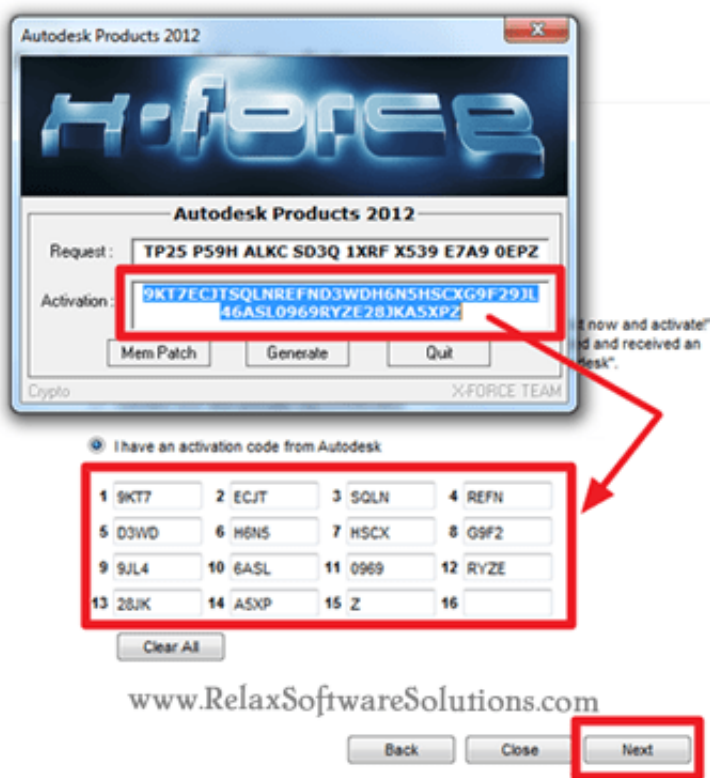 Autodesk Products 2012
x-force
Autodesk Products 2012
Request : TP25 P59H ALKC SD3Q 1XRF X539 E7A9 0EPZ
Activation : 9KT7ECJTSQLNREFND3WDH6N5HSCXG9F29JL
46ASL0969RYZE28JKA5XPZ
Mem Patch Generate Quit
Crypto X-FORCE TEAM
it now and activate!"
ed and received an
desk".
I have an activation code from Autodesk
1 9KT7 2 ECJT 3 SQLN 4 REFN
5 D3WD 6 H6N5 7 HSCX 8 G9F2
9 9JL4 10 6ASL 11 0969 12 RYZE
13 28JK 14 A5XP 15 Z 16
Clear All
www.RelaxSoftwareSolutions.com
Back Close Next